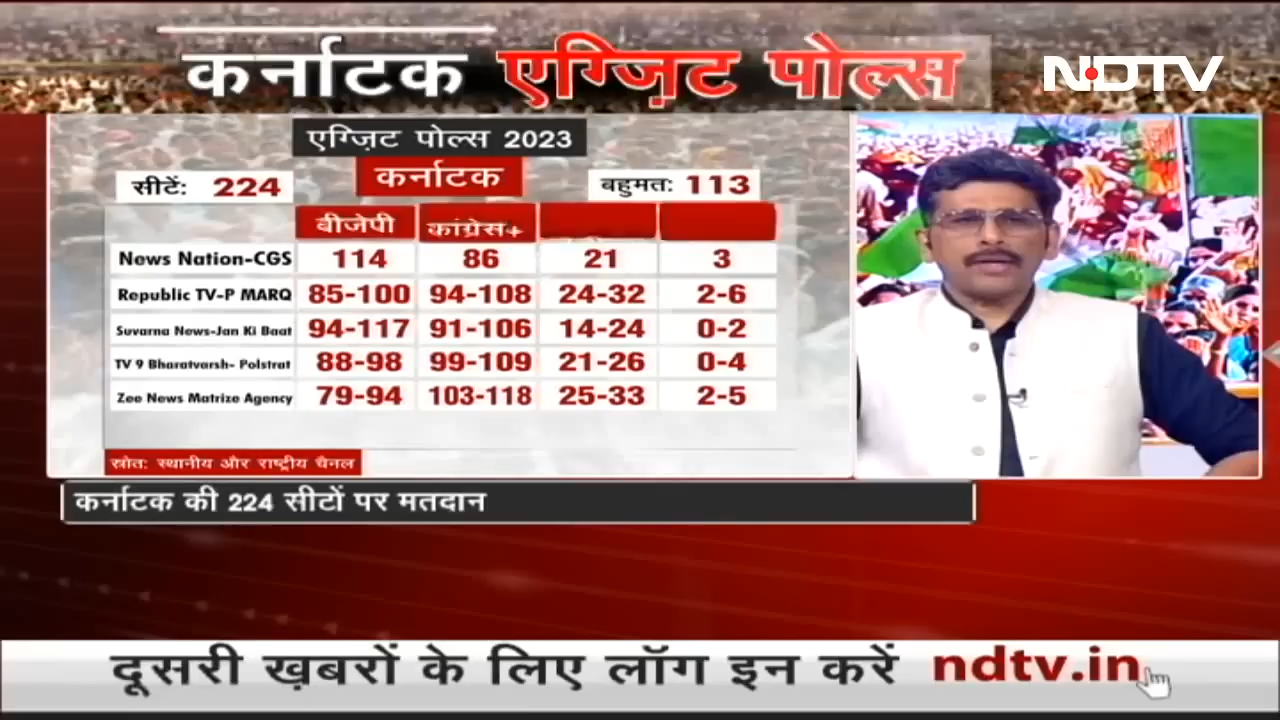 कर्नाटक एग्ज़िट पोल्स
NDTV
एग्ज़िट पोल्स 2023
सीटें: 224
कर्नाटक
बहुमत: 113
बीजेपी कांग्रेस+
News Nation-CGS 114 86 21 3
Republic TV-P MARQ 85-100 94-108 24-32 2-6
Suvarna News-Jan Ki Baat 94-117 91-106 14-24 0-2
TV 9 Bharatvarsh- Polstrat 88-98 99-109 21-26 0-4
Zee News Matrize Agency 79-94 103-118 25-33 2-5
स्रोत: स्थानीय और राष्ट्रीय चैनल
कर्नाटक की 224 सीटों पर मतदान
दूसरी ख़बरों के लिए लॉग इन करें ndtv.in